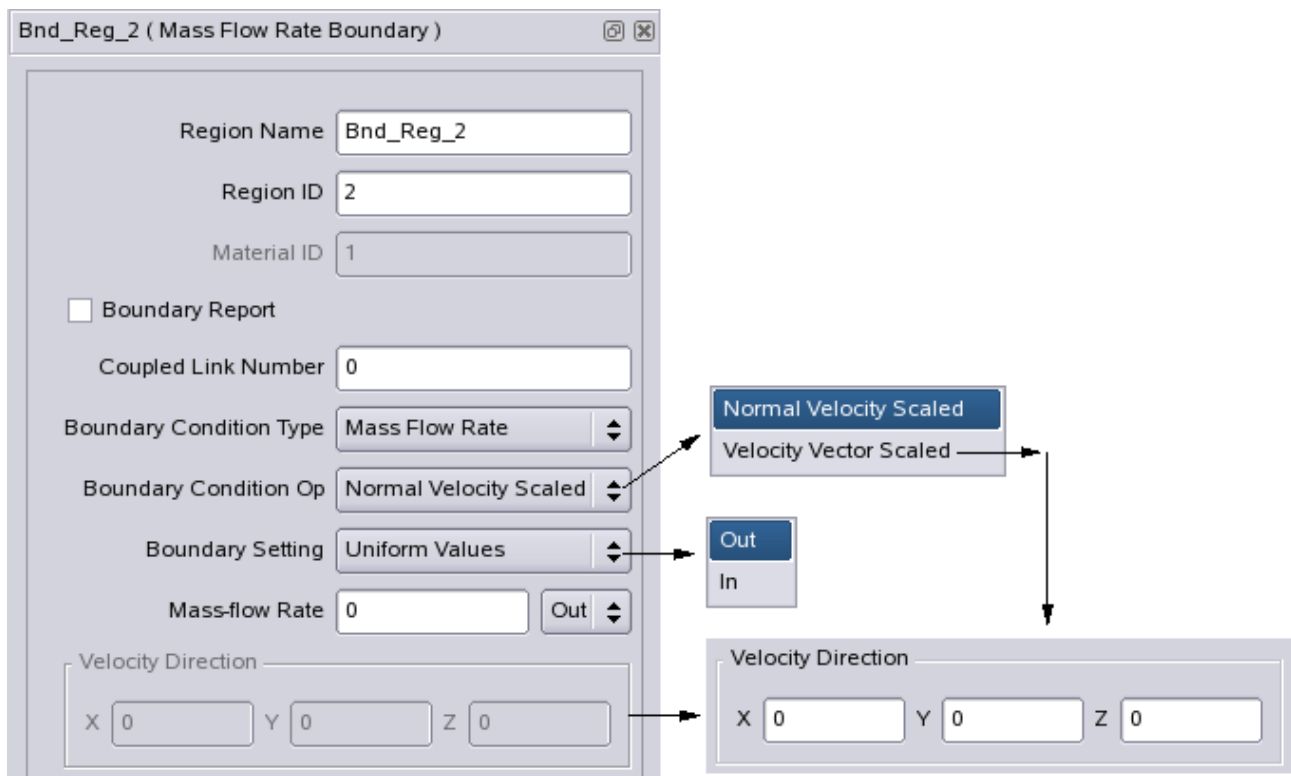 Bnd_Reg_2 ( Mass Flow Rate Boundary )
Region Name Bnd_Reg_2
Region ID 2
Material ID 1
Boundary Report
Coupled Link Number 0
Boundary Condition Type Mass Flow Rate
Boundary Condition Op Normal Velocity Scaled
Boundary Setting Uniform Values
Mass-flow Rate 0 Out
Velocity Direction
X 0 Y 0 Z 0
Normal Velocity Scaled
Velocity Vector Scaled
Out
In
Velocity Direction
X 0 Y 0 Z 0